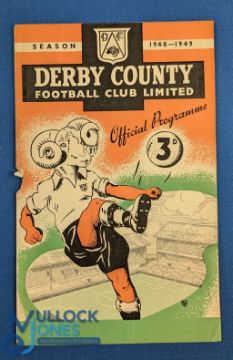 D F
SEASON 1948-1949
DERBY COUNTY
FOOTBALL CLUB LIMITED
Official Programme
3D
MULLOCK
JONES